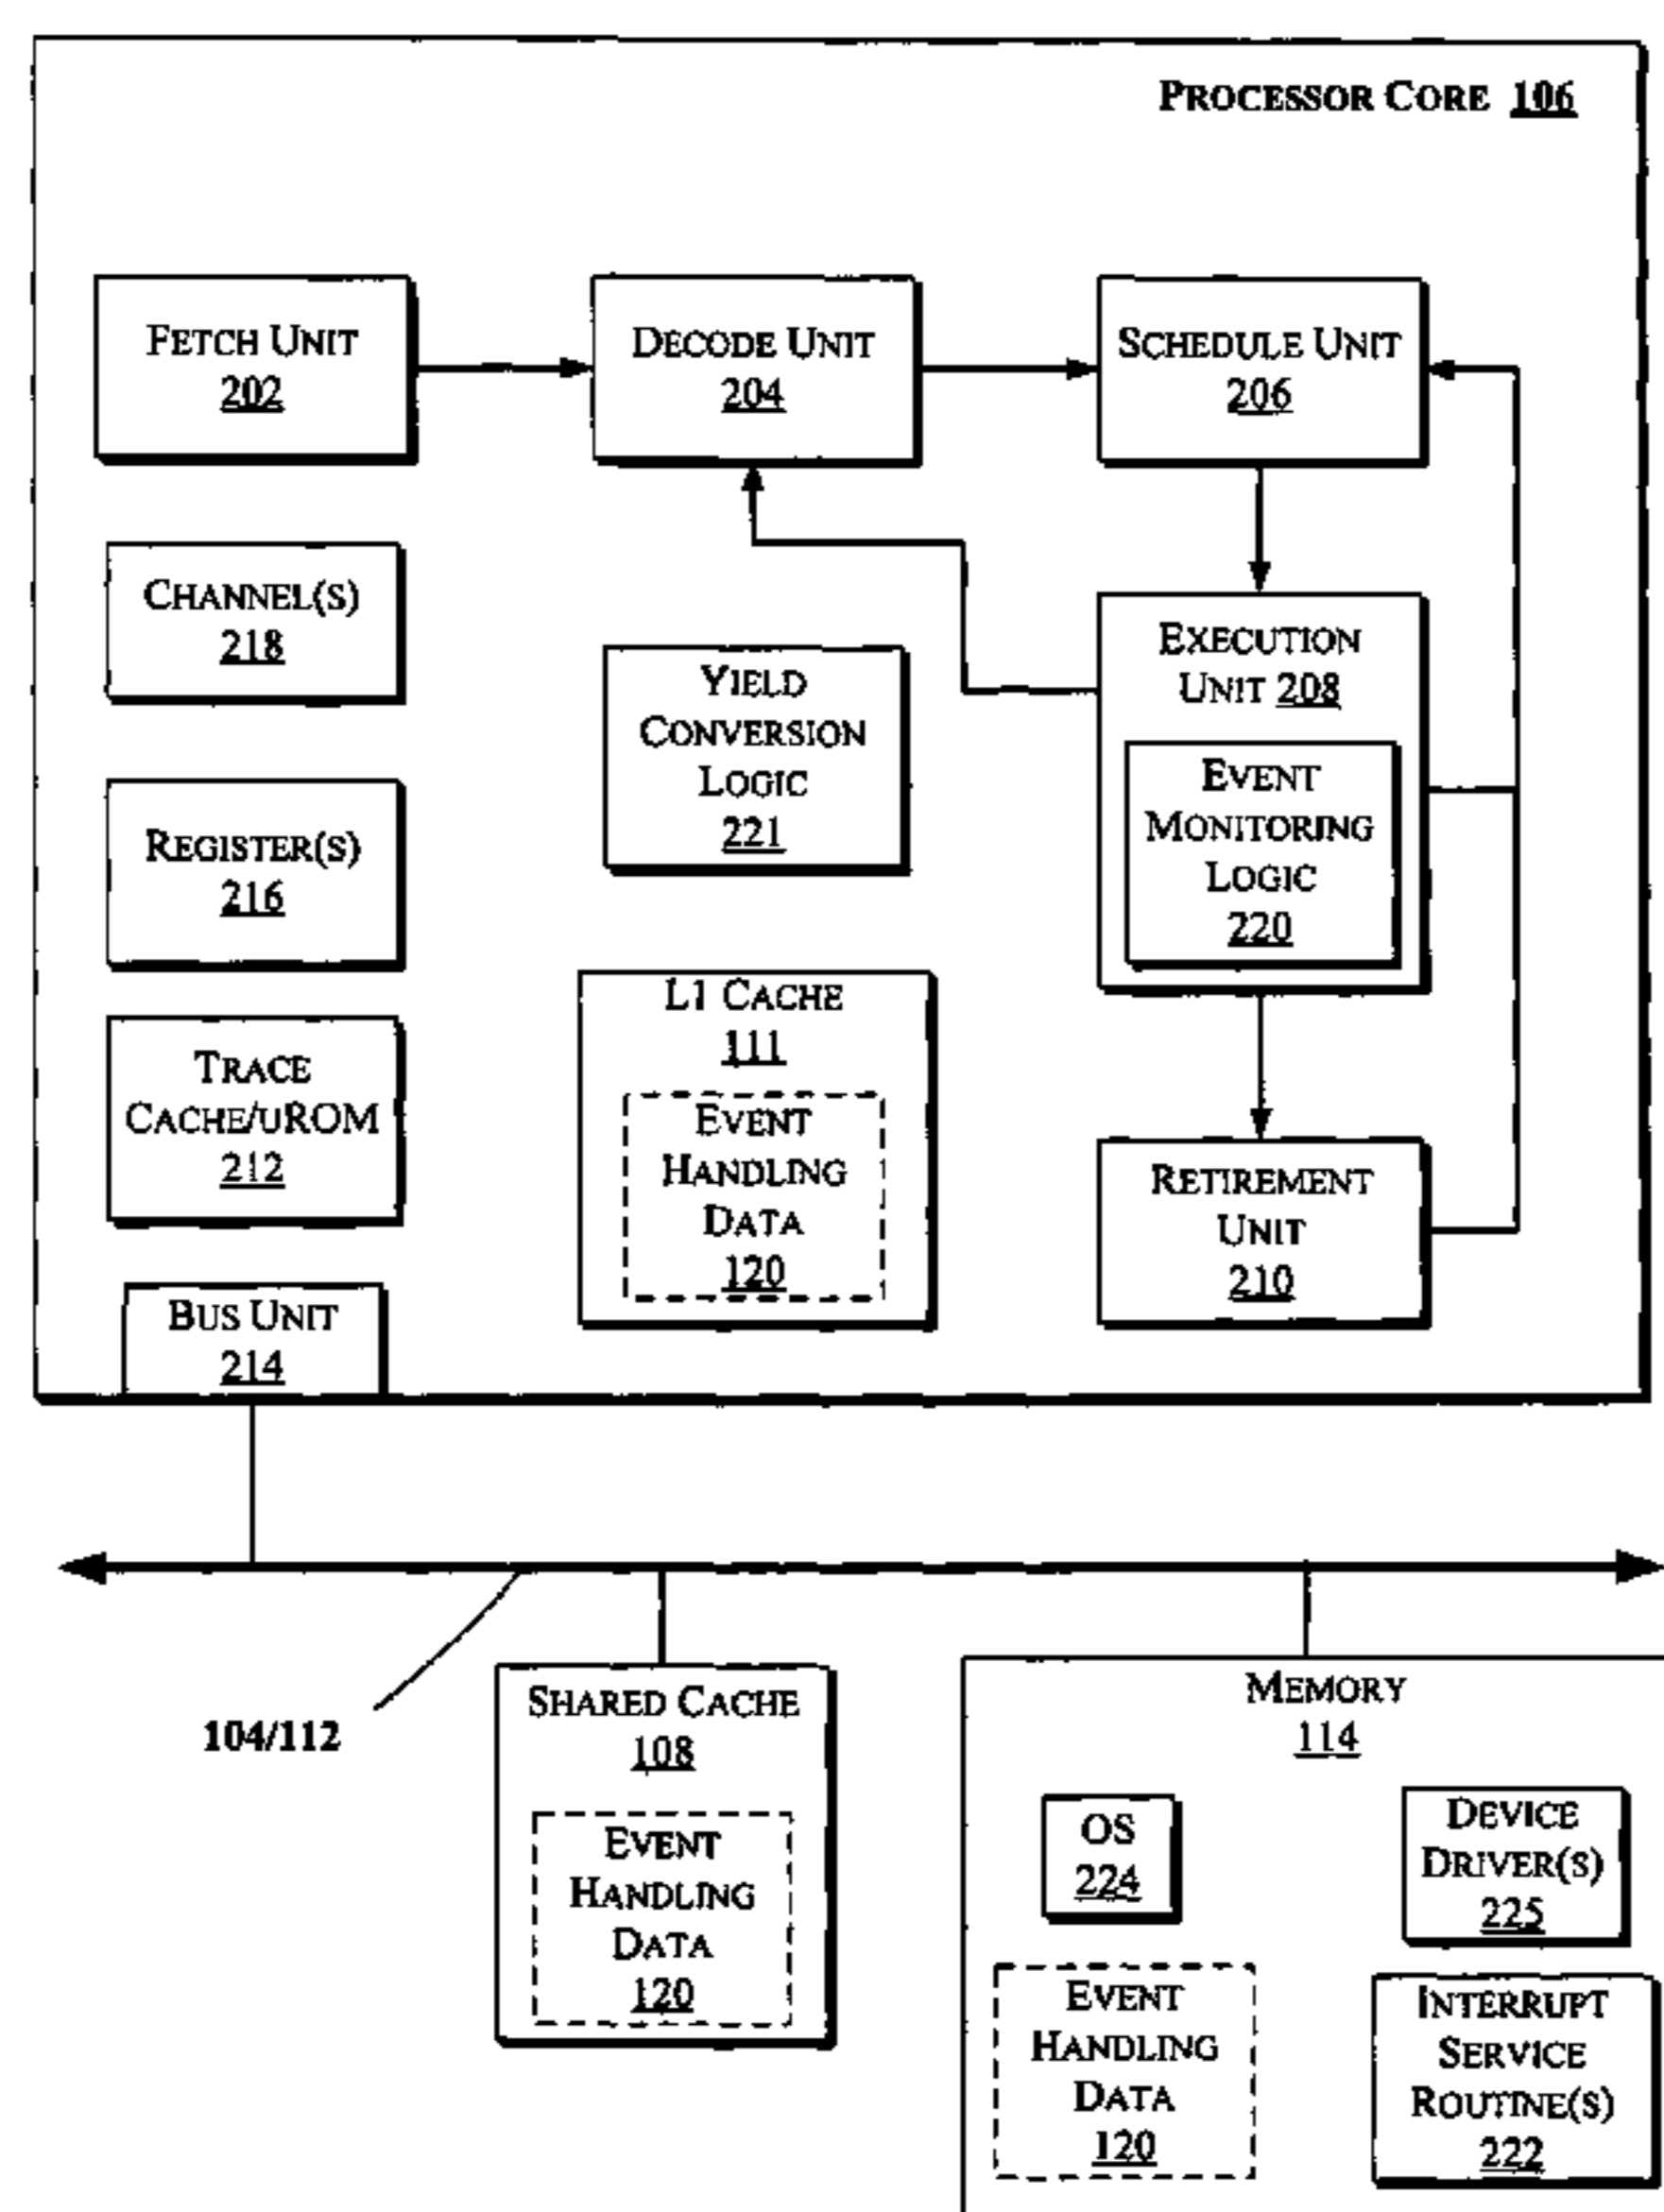 PROCESSOR CORE 106
FETCH UNIT
202
DECODE UNIT
204
SCHEDULE UNIT
206
CHANNEL(S)
218
YIELD
CONVERSION
LOGIC
221
EXECUTION
UNIT 208
EVENT
MONITORING
LOGIC
220
REGISTER(S)
216
L1 CACHE
111
EVENT
HANDLING
DATA
120
TRACE
CACHE/UROM
212
RETIREMENT
UNIT
210
BUS UNIT
214
104/112
SHARED CACHE
108
EVENT
HANDLING
DATA
120
MEMORY
114
OS
224
DEVICE
DRIVER(S)
225
EVENT
HANDLING
DATA
120
INTERRUPT
SERVICE
ROUTINE(S)
222